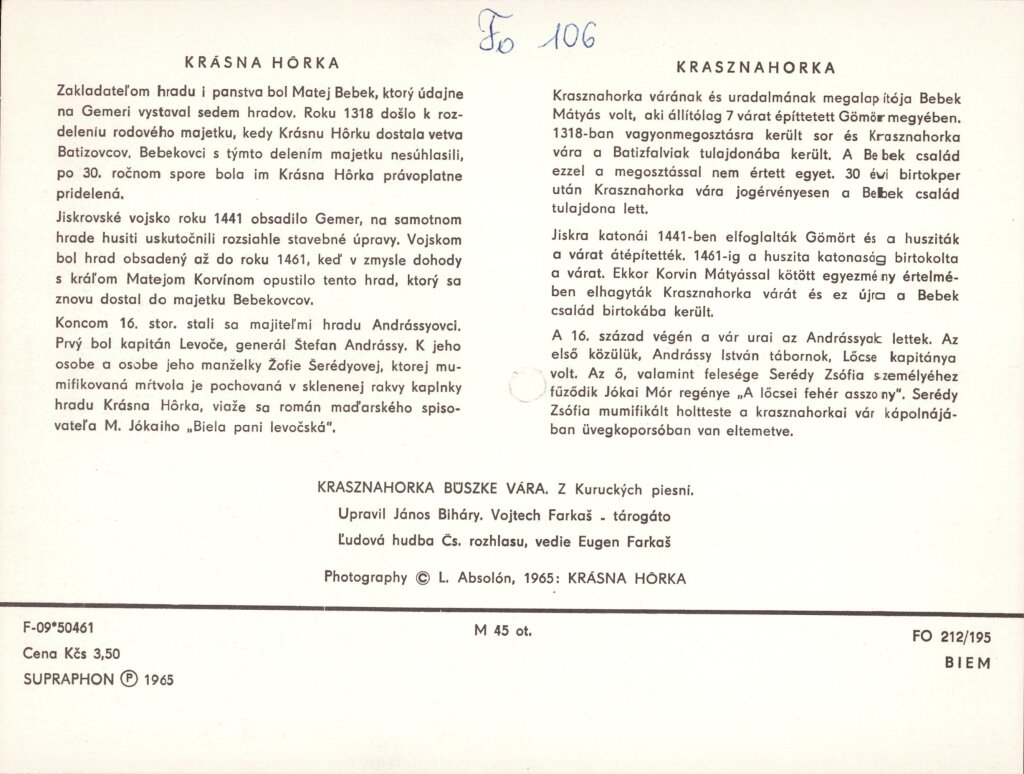 Fo 106
KRÁSNA HÔRKA
Zakladateľom hradu i panstva bol Matej Bebek, ktorý údajne
na Gemeri vystaval sedem hradov. Roku 1318 došlo k roz-
deleniu rodového majetku, kedy Krásnu Hôrku dostala vetva
Batizovcov. Bebekovci s týmto delením majetku nesúhlasili,
po 30. ročnom spore bola im Krásna Hôrka právoplatne
pridelená.
Jiskrovské vojsko roku 1441 obsadilo Gemer, na samotnom
hrade husiti uskutočnili rozsiahle stavebné úpravy. Vojskom
bol hrad obsadený až do roku 1461, keď v zmysle dohody
s kráľom Matejom Korvínom opustilo tento hrad, ktorý sa
znovu dostal do majetku Bebekovcov.
Koncom 16. stor. stali sa majiteľmi hradu Andrássyovci.
Prvý bol kapitán Levoče, generál Štefan Andrássy. K jeho
osobe a osobe jeho manželky Žofie Šerédyovej, ktorej mu-
mifikovaná mŕtvola je pochovaná v sklenenej rakvy kaplnky
hradu Krásna Hôrka, viaže sa román maďarského spiso-
vateľa M. Jókaiho „Biela pani levočská“.
KRASZNAHORKA
Krasznahorka várának és uradalmának megalapítója Bebek
Mátyás volt, aki állítólag 7 várat építtetett Gömör megyében.
1318-ban vagyonmegosztásra került sor és Krasznahorka
vára a Batizfalviak tulajdonába került. A Bebek család
ezzel a megosztással nem értett egyet. 30 évi birtokper
után Krasznahorka vára jogérvényesen a Bebek család
tulajdona lett.
Jiskra katonái 1441-ben elfoglalták Gömört és a husziták
a várat átépítették. 1461-ig a huszita katonaság birtokolta
a várat. Ekkor Korvin Mátyással kötött egyezmény értelmé-
ben elhagyták Krasznahorka várát és ez újra a Bebek
család birtokába került.
A 16. század végén a vár urai az Andrássyak lettek. Az
első közülük, Andrássy István tábornok, Lőcse kapitánya
volt. Az ő, valamint felesége Serédy Zsófia személyéhez
fűződik Jókai Mór regénye „A lőcsei fehér asszony“. Serédy
Zsófia mumifikált holtteste a krasznahorkai vár kápolnájá-
ban üvegkoporsóban van eltemetve.
KRASZNAHORKA BÜSZKE VÁRA. Z Kuruckých piesní.
Upravil János Biháry. Vojtech Farkaš - tárogáto
Ľudová hudba Čs. rozhlasu, vedie Eugen Farkaš
Photography © L. Absolón, 1965: KRÁSNA HÔRKA
F-09*50461
Cena Kčs 3,50
SUPRAPHON Ⓟ 1965
M 45 ot.
FO 212/195
BIEM